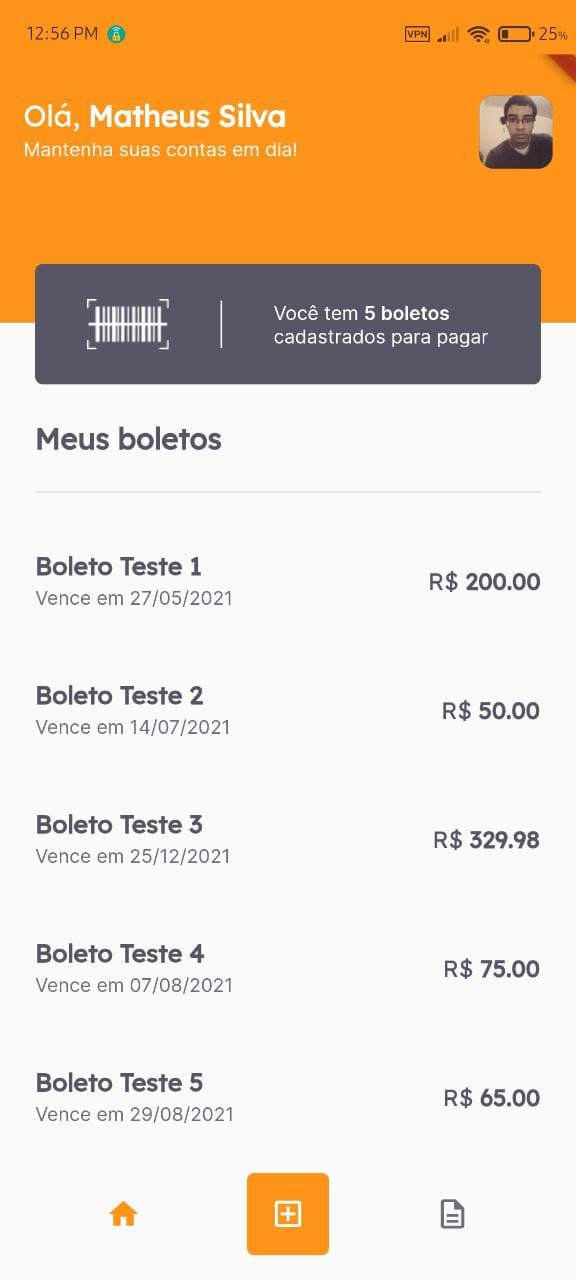 12:56 PM
VPN
25%
Olá, Matheus Silva
Mantenha suas contas em dia!
Você tem 5 boletos
cadastrados para pagar
Meus boletos
Boleto Teste 1
R$ 200.00
Vence em 27/05/2021
Boleto Teste 2
R$ 50.00
Vence em 14/07/2021
Boleto Teste 3
R$ 329.98
Vence em 25/12/2021
Boleto Teste 4
R$ 75.00
Vence em 07/08/2021
Boleto Teste 5
R$ 65.00
Vence em 29/08/2021